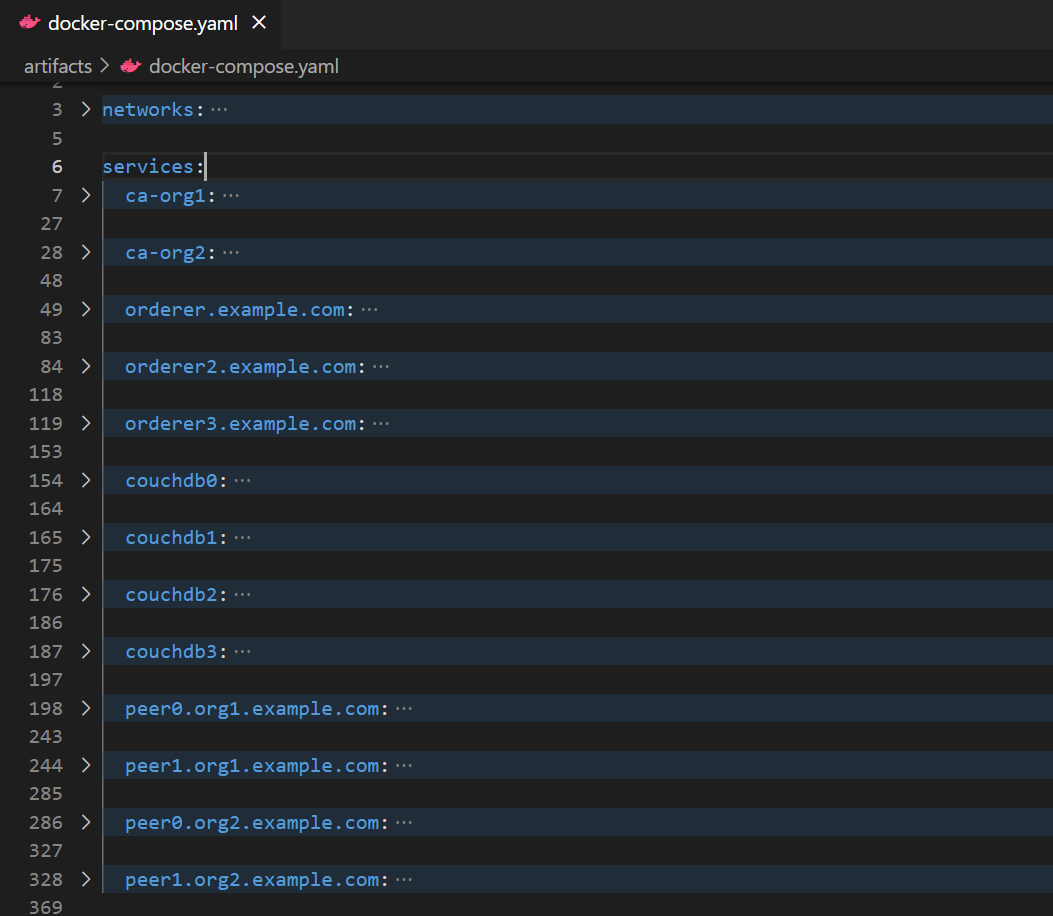 docker-compose.yaml ×
artifacts > docker-compose.yaml
2
3 > networks: ···
5
6 services:
7 > ca-org1: ···
27
28 > ca-org2: ···
48
49 > orderer.example.com: ···
83
84 > orderer2.example.com: ···
118
119 > orderer3.example.com: ···
153
154 > couchdb0: ···
164
165 > couchdb1: ···
175
176 > couchdb2: ···
186
187 > couchdb3: ···
197
198 > peer0.org1.example.com: ···
243
244 > peer1.org1.example.com: ···
285
286 > peer0.org2.example.com: ···
327
328 > peer1.org2.example.com: ···
369